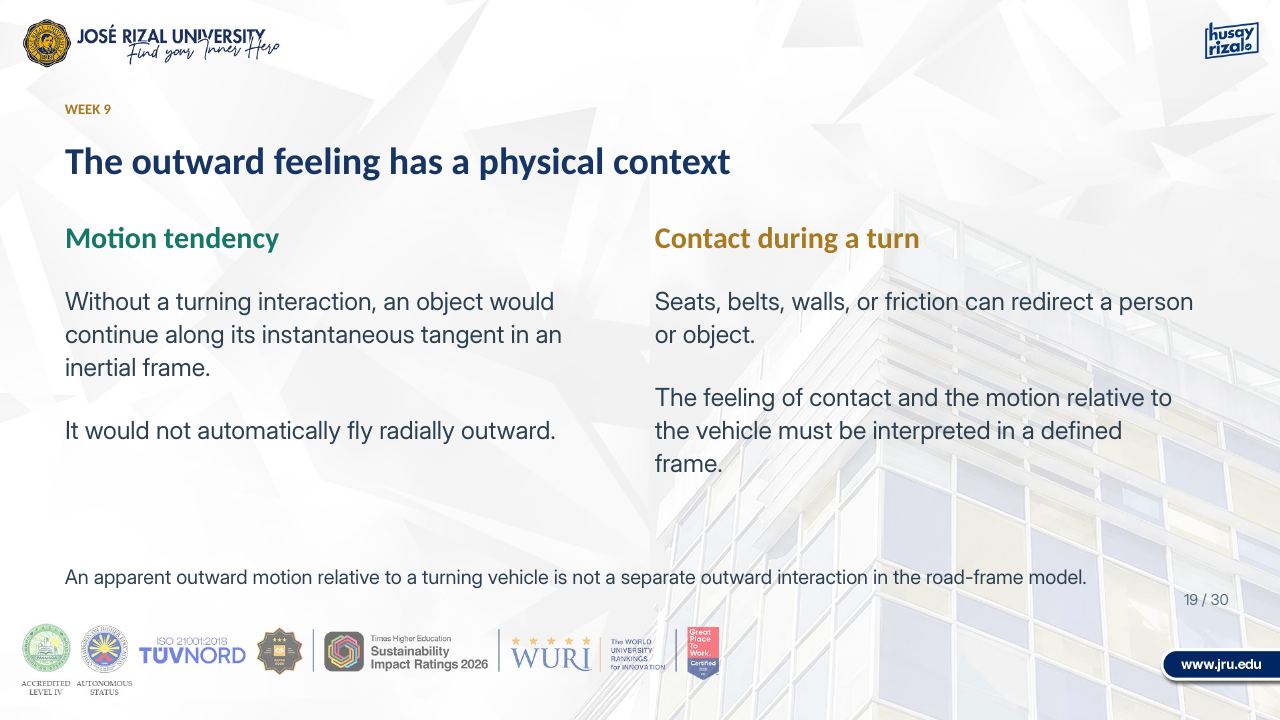 JOSÉ RIZAL UNIVERSITY
Find your Inner Hero
husay
rizal
WEEK 9
The outward feeling has a physical context
Motion tendency
Without a turning interaction, an object would
continue along its instantaneous tangent in an
inertial frame.
It would not automatically fly radially outward.
Contact during a turn
Seats, belts, walls, or friction can redirect a person
or object.
The feeling of contact and the motion relative to
the vehicle must be interpreted in a defined
frame.
An apparent outward motion relative to a turning vehicle is not a separate outward interaction in the road-frame model.
19 / 30
ACCREDITED
LEVEL IV
AUTONOMOUS
STATUS
ISO 21001:2018
TÜVNORD
Times Higher Education
Sustainability
Impact Ratings 2026
WURI
The WORLD
UNIVERSITY
RANKINGS
for INNOVATION
Great
Place
To
Work.
Certified
www.jru.edu